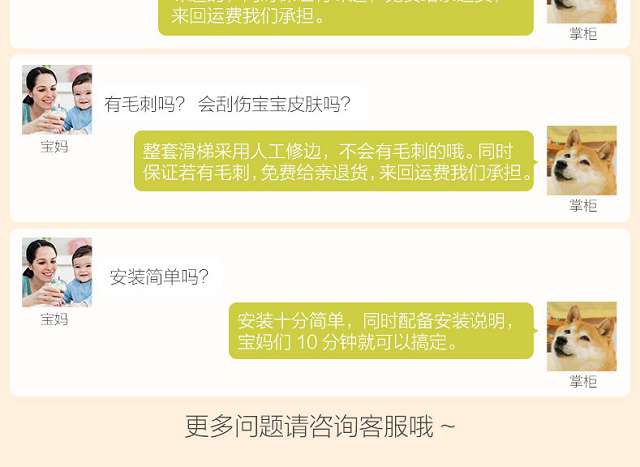 来回运费我们承担。
掌柜
有毛刺吗？ 会刮伤宝宝皮肤吗？
宝妈
整套滑梯采用人工修边，不会有毛刺的哦。同时
保证若有毛刺，免费给亲退货，来回运费我们承担。
掌柜
安装简单吗？
宝妈
安装十分简单，同时配备安装说明，
宝妈们 10 分钟就可以搞定。
掌柜
更多问题请咨询客服哦 ~